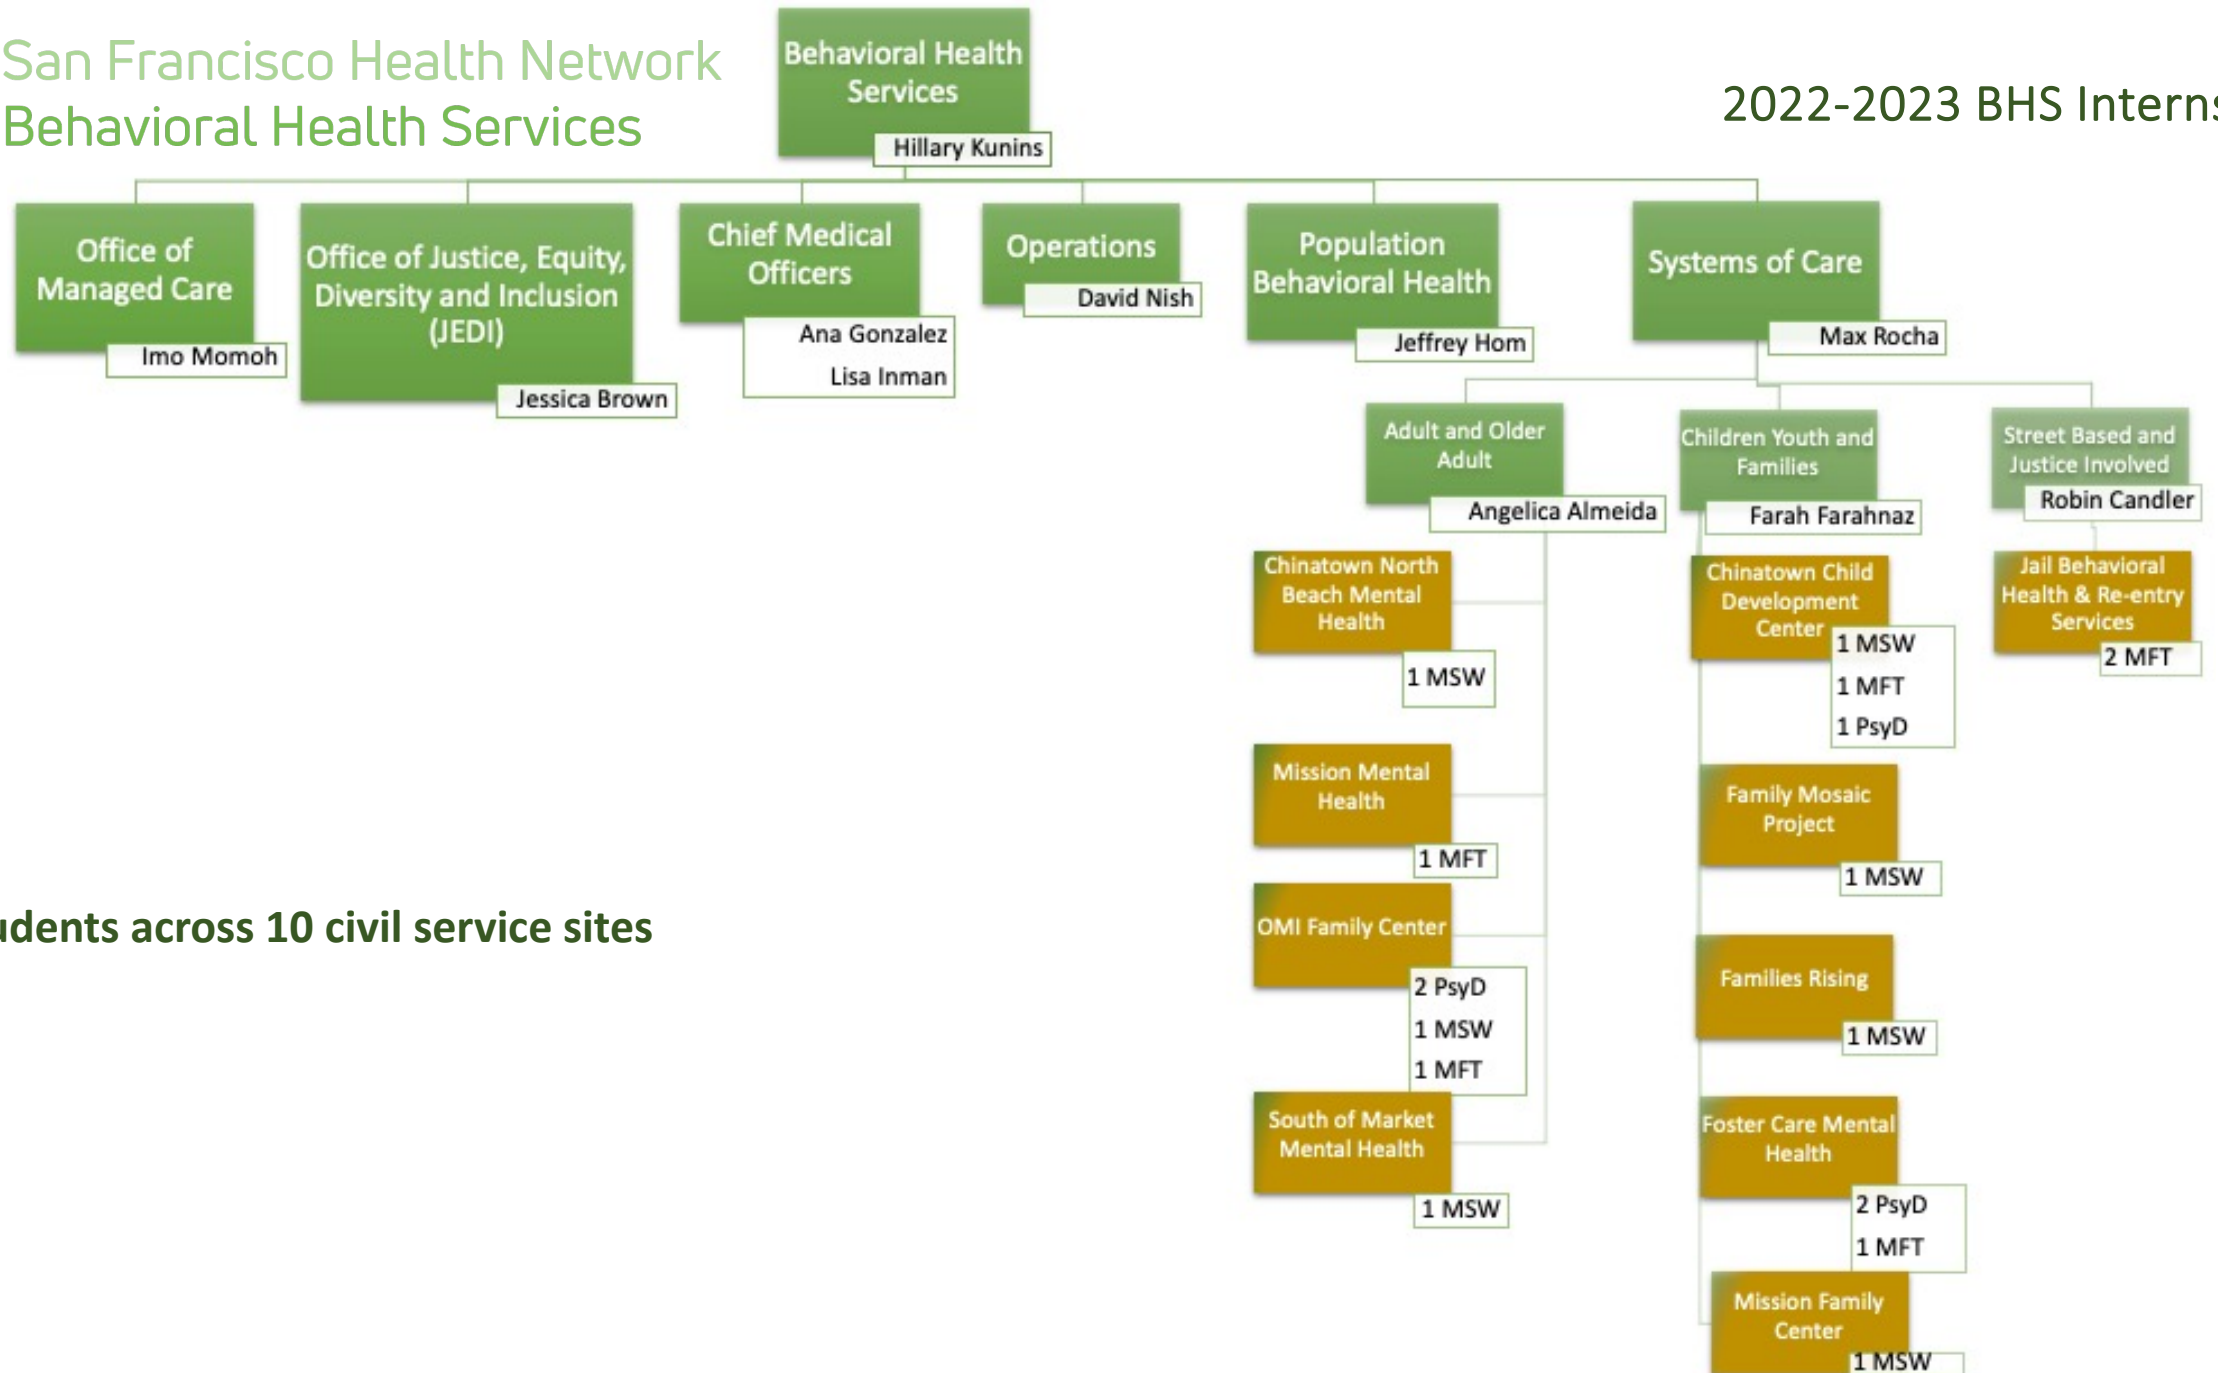 San Francisco Health Network
Behavioral Health Services
2022-2023 BHS Interns
Behavioral Health
Services
Hillary Kunins
Office of
Managed Care
Imo Momoh
Office of Justice, Equity,
Diversity and Inclusion
(JEDI)
Jessica Brown
Chief Medical
Officers
Ana Gonzalez
Lisa Inman
Operations
David Nish
Population
Behavioral Health
Jeffrey Hom
Systems of Care
Max Rocha
Adult and Older
Adult
Angelica Almeida
Chinatown North
Beach Mental
Health
1 MSW
Mission Mental
Health
1 MFT
OMI Family Center
2 PsyD
1 MSW
1 MFT
South of Market
Mental Health
1 MSW
Children Youth and
Families
Farah Farahnaz
Chinatown Child
Development
Center
1 MSW
1 MFT
1 PsyD
Family Mosaic
Project
1 MSW
Families Rising
1 MSW
Foster Care Mental
Health
2 PsyD
1 MFT
Mission Family
Center
1 MSW
Street Based and
Justice Involved
Robin Candler
Jail Behavioral
Health & Re-entry
Services
2 MFT
across 10 civil service sites